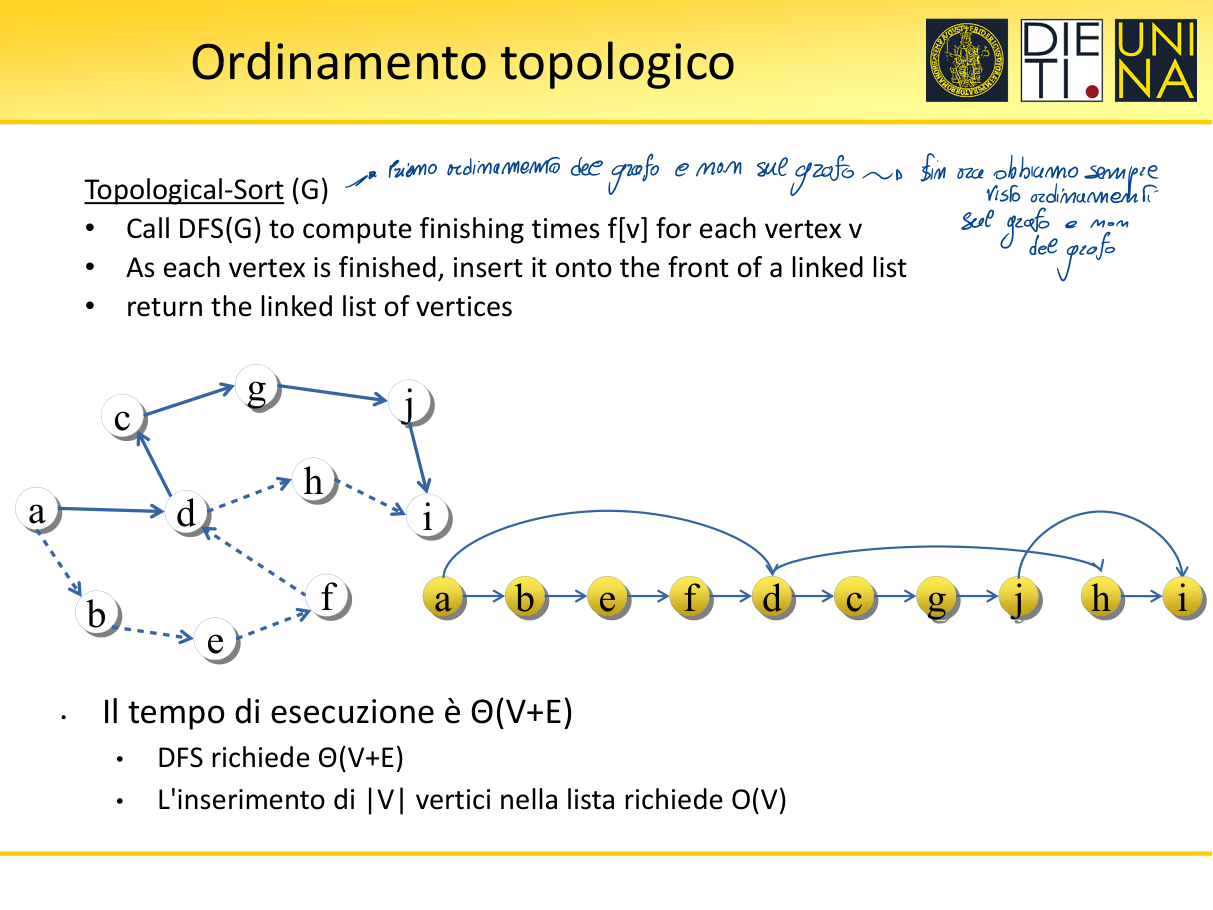 Ordinamento topologico
DIE
TI.
UNI
NA
Topological-Sort (G)
Primo ordinamento del grafo e non sul grafo
fin ora abbiamo sempre
visto ordinamenti
sul grafo e non
del grafo
• Call DFS(G) to compute finishing times f[v] for each vertex v
• As each vertex is finished, insert it onto the front of a linked list
• return the linked list of vertices
g
c
j
h
a
d
i
f
b
e
a b e f d c g j h i
• Il tempo di esecuzione è Θ(V+E)
• DFS richiede Θ(V+E)
• L'inserimento di |V| vertici nella lista richiede O(V)